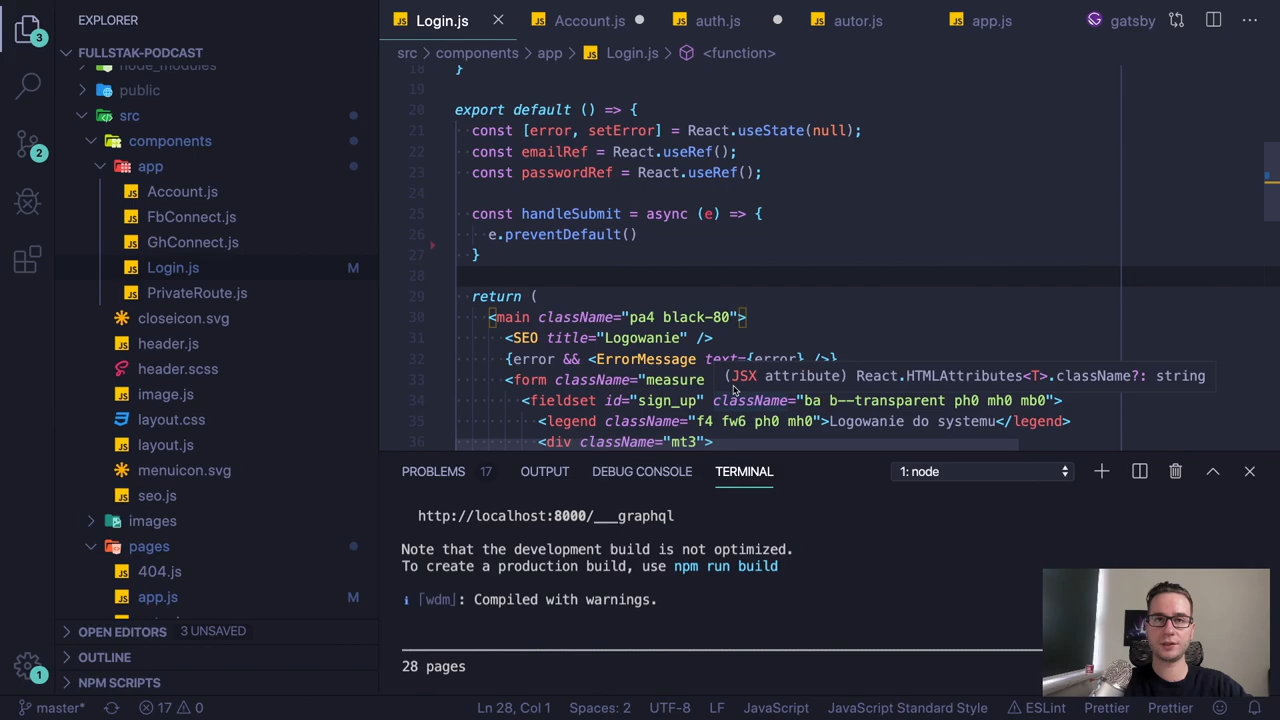 EXPLORER
FULLSTAK-PODCAST
node_modules
public
src
components
app
Account.js
FbConnect.js
GhConnect.js
Login.js M
PrivateRoute.js
closeicon.svg
header.js
header.scss
image.js
layout.css
layout.js
menuicon.svg
seo.js
images
pages
404.js
app.js M
OPEN EDITORS 3 UNSAVED
OUTLINE
NPM SCRIPTS
3
2
1
Login.js Account.js auth.js autor.js app.js gatsby
src > components > app > Login.js > <function>
18 }
19
20 export default () => {
21 const [error, setError] = React.useState(null);
22 const emailRef = React.useRef();
23 const passwordRef = React.useRef();
24
25 const handleSubmit = async (e) => {
26 e.preventDefault()
27 }
28
29 return (
30 <main className="pa4 black-80">
31 <SEO title="Logowanie" />
32 {error && <ErrorMessage text={error} />}
33 <form className="measure
(JSX attribute) React.HTMLAttributes<T>.className?: string
34 <fieldset id="sign_up" className="ba b--transparent ph0 mh0 mb0">
35 <legend className="f4 fw6 ph0 mh0">Logowanie do systemu</legend>
36 <div className="mt3">
PROBLEMS 17 OUTPUT DEBUG CONSOLE TERMINAL 1: node
http://localhost:8000/___graphql
Note that the development build is not optimized.
To create a production build, use npm run build
ℹ ｢wdm｣: Compiled with warnings.
28 pages
master* 17 0 Ln 28, Col 1 Spaces: 2 UTF-8 LF JavaScript JavaScript Standard Style ESLint Prettier Prettier